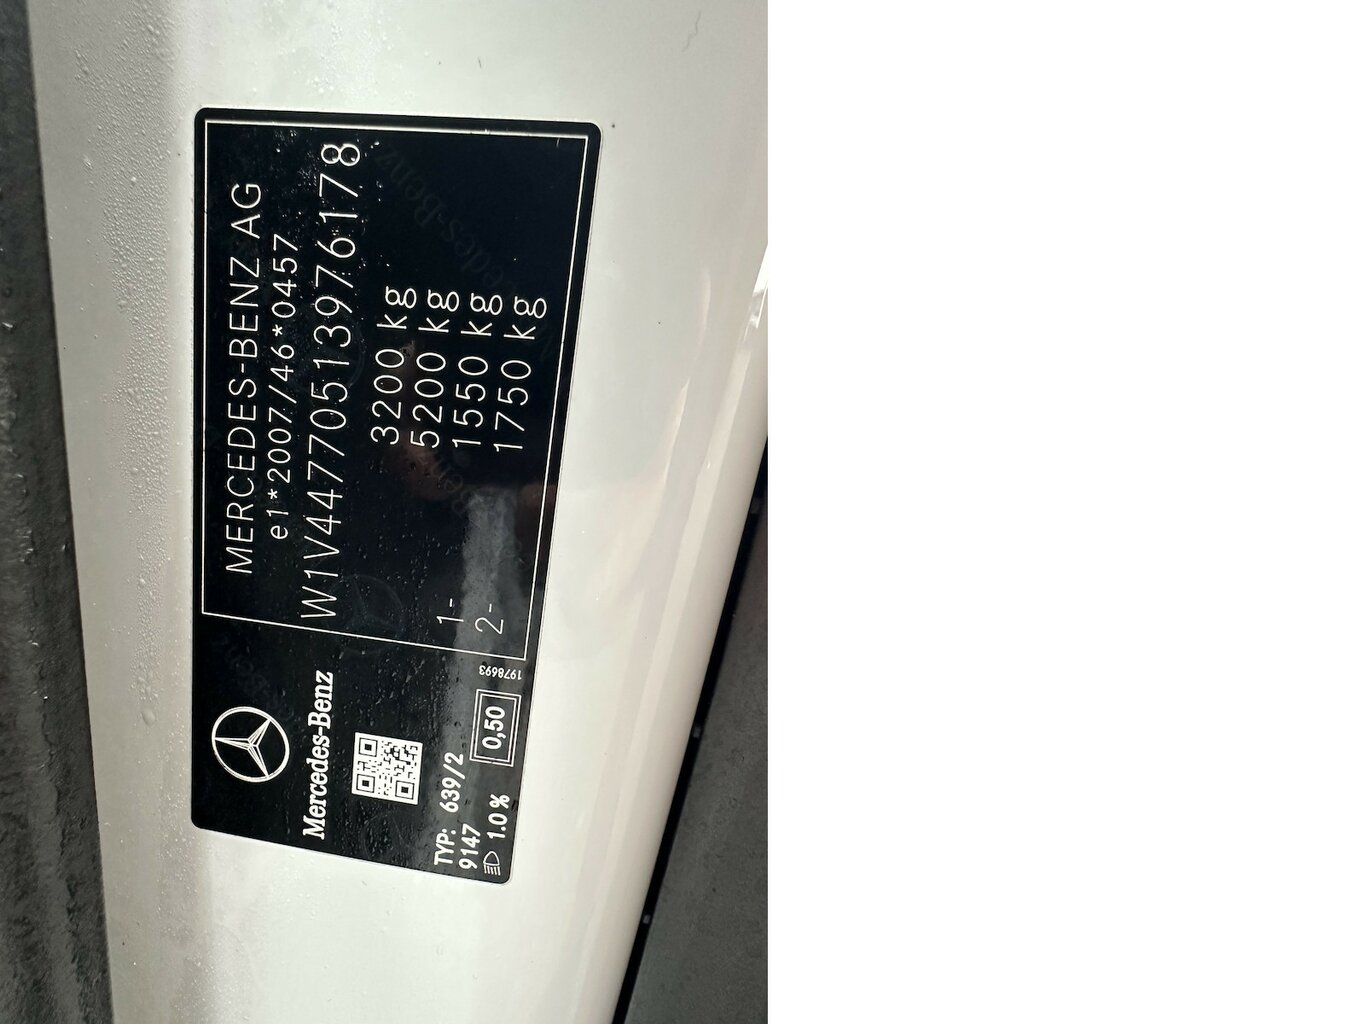 MERCEDES-BENZ AG
e1*2007/46*0457
W1V44770513976178
3200 kg
5200 kg
1- 1550 kg
2- 1750 kg
Mercedes-Benz
TYP: 639/2
9147
1.0 %
0,50
1978693